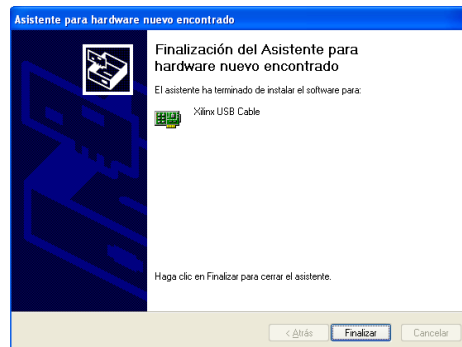 Asistente para hardware nuevo encontrado
Finalización del Asistente para
hardware nuevo encontrado
El asistente ha terminado de instalar el software para:
Xilinx USB Cable
Haga clic en Finalizar para cerrar el asistente.
< Atrás Finalizar Cancelar